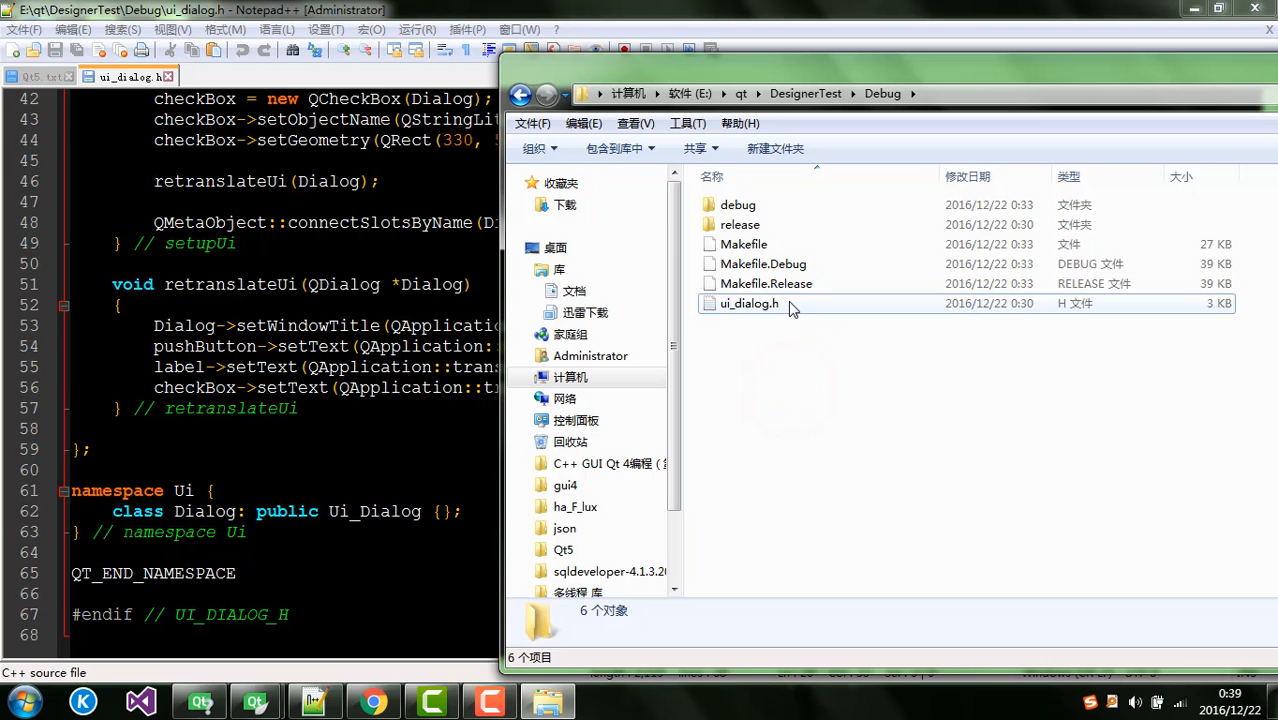 E:\qt\DesignerTest\Debug\ui_dialog.h - Notepad++ [Administrator]
文件(F) 编辑(E) 搜索(S) 视图(V) 格式(M) 语言(L) 设置(T) 宏(O) 运行(R) 插件(P) 窗口(W) ? X
Qt5.txt ui_dialog.h
42 checkBox = new QCheckBox(Dialog);
43 checkBox->setObjectName(QStringLit
44 checkBox->setGeometry(QRect(330, 5
45
46 retranslateUi(Dialog);
47
48 QMetaObject::connectSlotsByName(Di
49 } // setupUi
50
51 void retranslateUi(QDialog *Dialog)
52 {
53 Dialog->setWindowTitle(QApplicatio
54 pushButton->setText(QApplication::
55 label->setText(QApplication::trans
56 checkBox->setText(QApplication::tr
57 } // retranslateUi
58
59 };
60
61 namespace Ui {
62 class Dialog: public Ui_Dialog {};
63 } // namespace Ui
64
65 QT_END_NAMESPACE
66
67 #endif // UI_DIALOG_H
68
C++ source file
计算机 软件 (E:) qt DesignerTest Debug
文件(F) 编辑(E) 查看(V) 工具(T) 帮助(H)
组织 包含到库中 共享 新建文件夹
收藏夹
下载
桌面
库
文档
迅雷下载
家庭组
Administrator
计算机
网络
控制面板
回收站
C++ GUI Qt 4编程 (
gui4
ha_F_lux
json
Qt5
sqldeveloper-4.1.3.20
多线程 库
名称 修改日期 类型 大小
debug 2016/12/22 0:33 文件夹
release 2016/12/22 0:30 文件夹
Makefile 2016/12/22 0:33 文件 27 KB
Makefile.Debug 2016/12/22 0:33 DEBUG 文件 39 KB
Makefile.Release 2016/12/22 0:33 RELEASE 文件 39 KB
ui_dialog.h 2016/12/22 0:30 H 文件 3 KB
6 个对象
6 个项目
0:39
2016/12/22